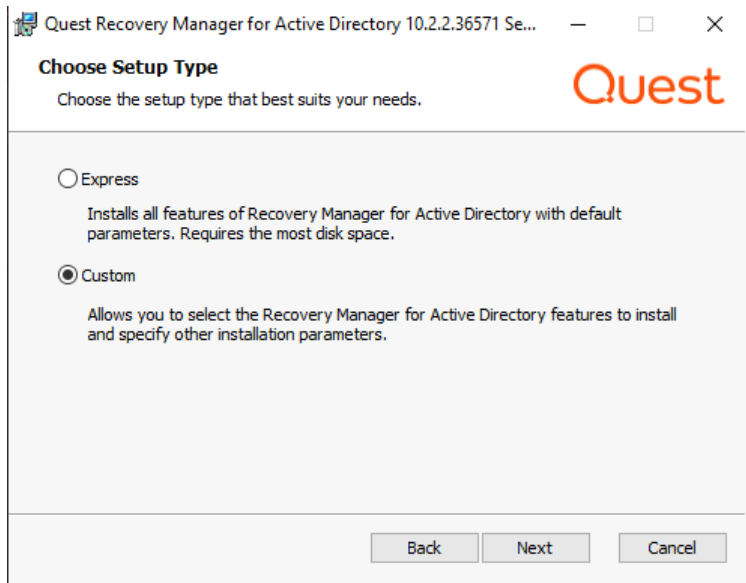 Quest Recovery Manager for Active Directory 10.2.2.36571 Se...
Choose Setup Type
Choose the setup type that best suits your needs.
Quest
Express
Installs all features of Recovery Manager for Active Directory with default
parameters. Requires the most disk space.
Custom
Allows you to select the Recovery Manager for Active Directory features to install
and specify other installation parameters.
Back
Next
Cancel